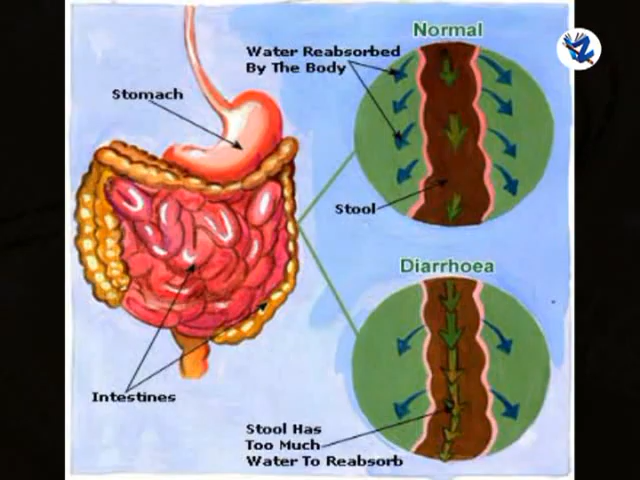 Normal
Water Reabsorbed
By The Body
Stomach
Stool
Diarrhoea
Intestines
Stool Has
Too Much
Water To Reabsorb